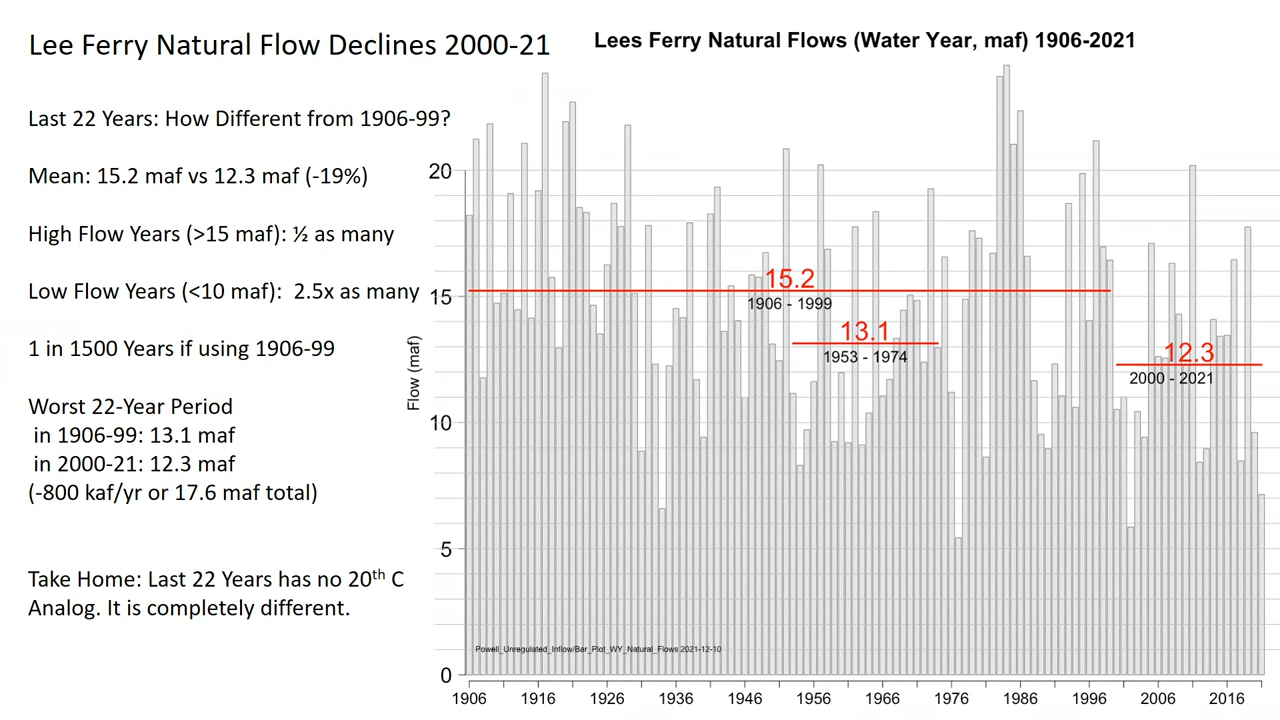 Lee Ferry Natural Flow Declines 2000-21
Last 22 Years: How Different from 1906-99?
Mean: 15.2 maf vs 12.3 maf (-19%)
High Flow Years (>15 maf): ½ as many
Low Flow Years (<10 maf):  2.5x as many
1 in 1500 Years if using 1906-99
Worst 22-Year Period
in 1906-99: 13.1 maf
in 2000-21: 12.3 maf
(-800 kaf/yr or 17.6 maf total)
Take Home: Last 22 Years has no 20th C
Analog. It is completely different.
Lees Ferry Natural Flows (Water Year, maf) 1906-2021
Flow (maf)
20
15
10
5
0
15.2
1906 - 1999
13.1
1953 - 1974
12.3
2000 - 2021
Powell_Unregulated_Inflow/Bar_Plot_WY_Natural_Flows 2021-12-10
1906 1916 1926 1936 1946 1956 1966 1976 1986 1996 2006 2016